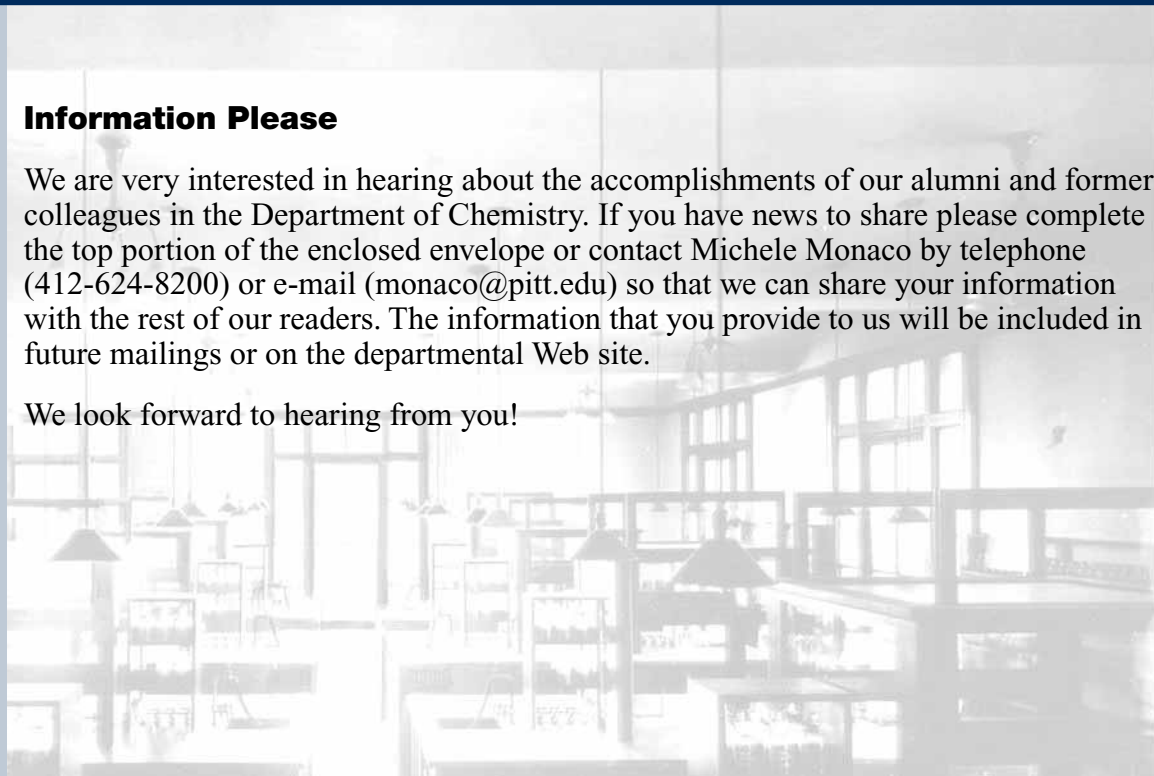 Information Please
We are very interested in hearing about the accomplishments of our alumni and former
colleagues in the Department of Chemistry. If you have news to share please complete
the top portion of the enclosed envelope or contact Michele Monaco by telephone
(412-624-8200) or e-mail (monaco@pitt.edu) so that we can share your information
with the rest of our readers. The information that you provide to us will be included in
future mailings or on the departmental Web site.
We look forward to hearing from you!